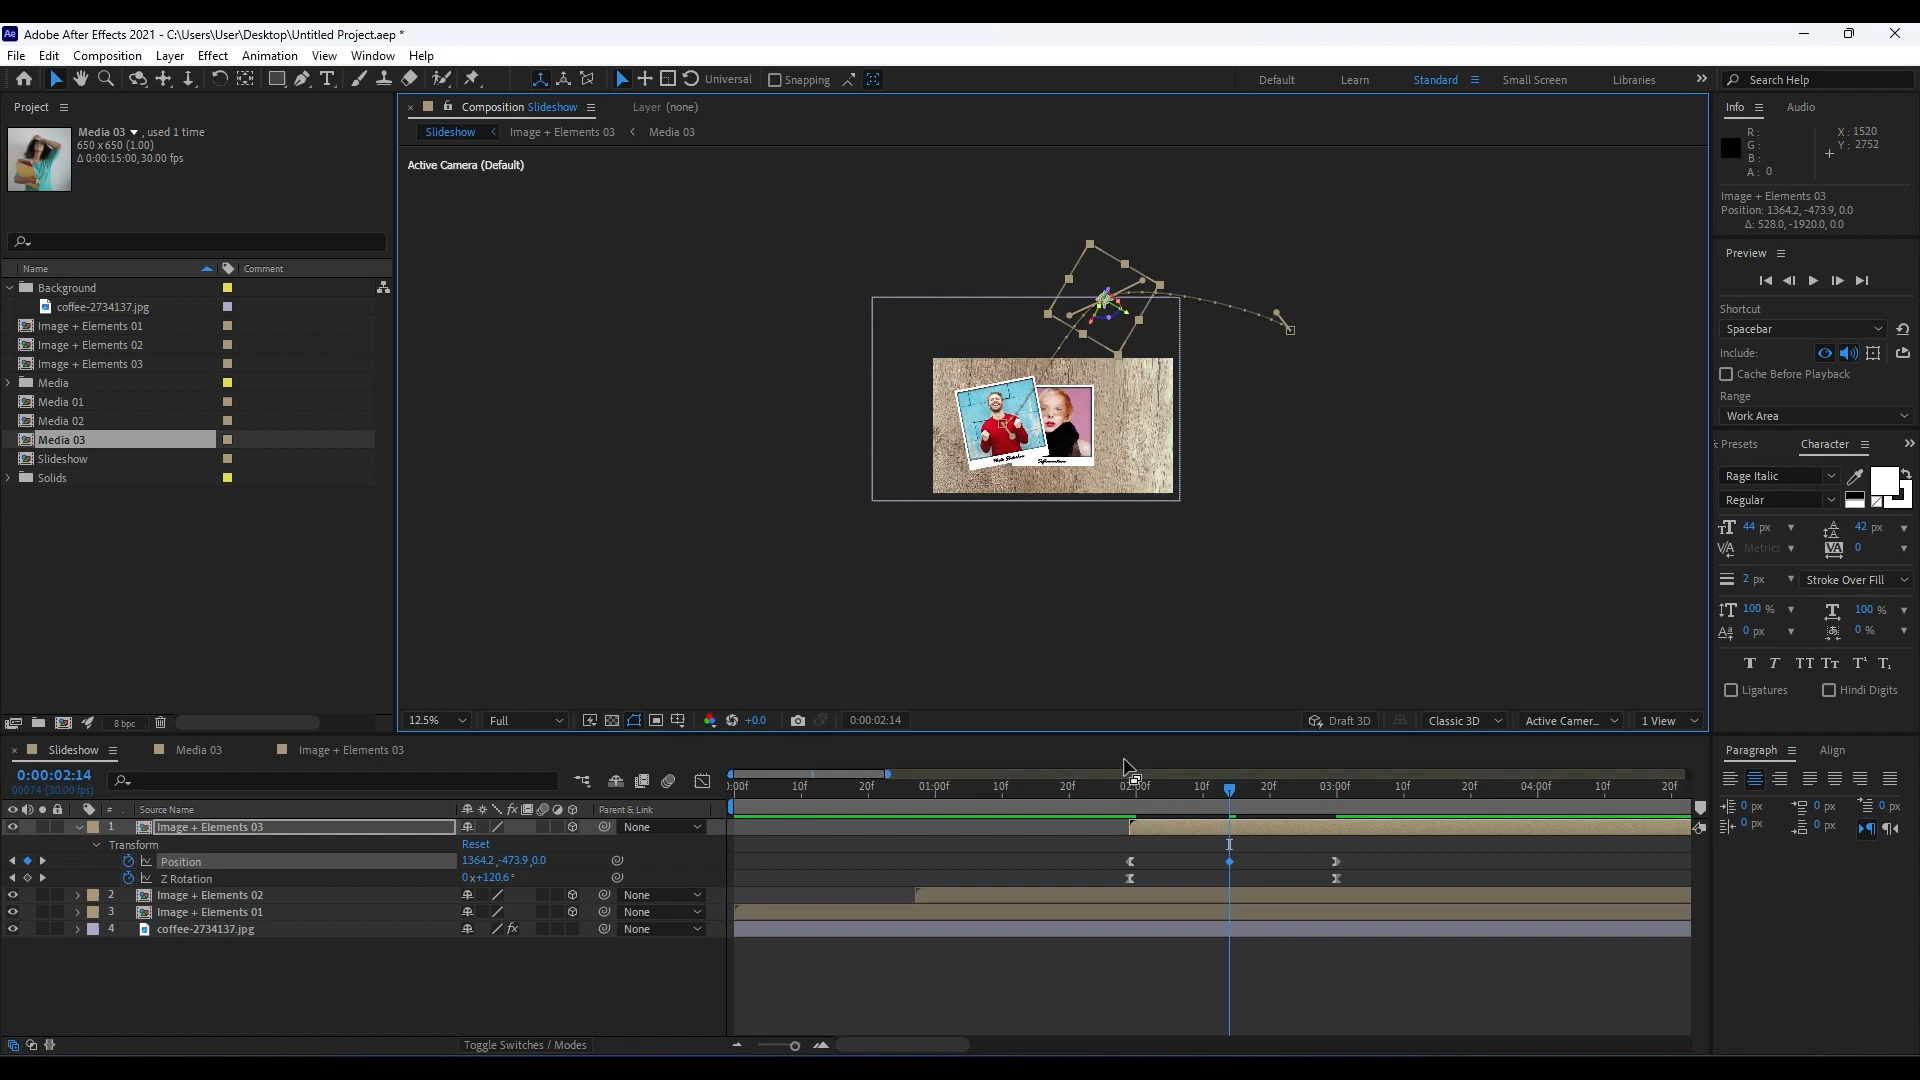 Adobe After Effects 2021 - C:\Users\User\Desktop\Untitled Project.aep *
File Edit Composition Layer Effect Animation View Window Help
Universal Snapping Default Learn Standard Small Screen Libraries Search Help
Project
Media 03 , used 1 time
650 x 650 (1.00)
Δ 0:00:15:00, 30.00 fps
Name Comment
Background
coffee-2734137.jpg
Image + Elements 01
Image + Elements 02
Image + Elements 03
Media
Media 01
Media 02
Media 03
Slideshow
Solids
8 bpc
Composition Slideshow Layer (none)
Slideshow Image + Elements 03 Media 03
Active Camera (Default)
12.5% Full +0.0 0:00:02:14 Draft 3D Classic 3D Active Camer... 1 View
Info Audio
R: X: 1520
G: Y: 2752
B:
A: 0
Image + Elements 03
Position: 1364.2, -473.9, 0.0
Δ: 528.0, -1920.0, 0.0
Preview
Shortcut
Spacebar
Include:
Cache Before Playback
Range
Work Area
Presets Character
Rage Italic
Regular
44 px 42 px
Metrics 0
2 px Stroke Over Fill
100 % 100 %
0 px 0 %
T T TT Tт T¹ T₁
Ligatures Hindi Digits
Paragraph Align
0 px 0 px 0 px
0 px 0 px
Slideshow Media 03 Image + Elements 03
0:00:02:14
00074 (30.00 fps)
:00f 10f 20f 01:00f 10f 20f 02:00f 10f 20f 03:00f 10f 20f 04:00f 10f 20f
# Source Name Parent & Link
1 Image + Elements 03 None
Transform Reset
Position 1364.2,-473.9,0.0
Z Rotation 0x+120.6°
2 Image + Elements 02 None
3 Image + Elements 01 None
4 coffee-2734137.jpg fx None
Toggle Switches / Modes